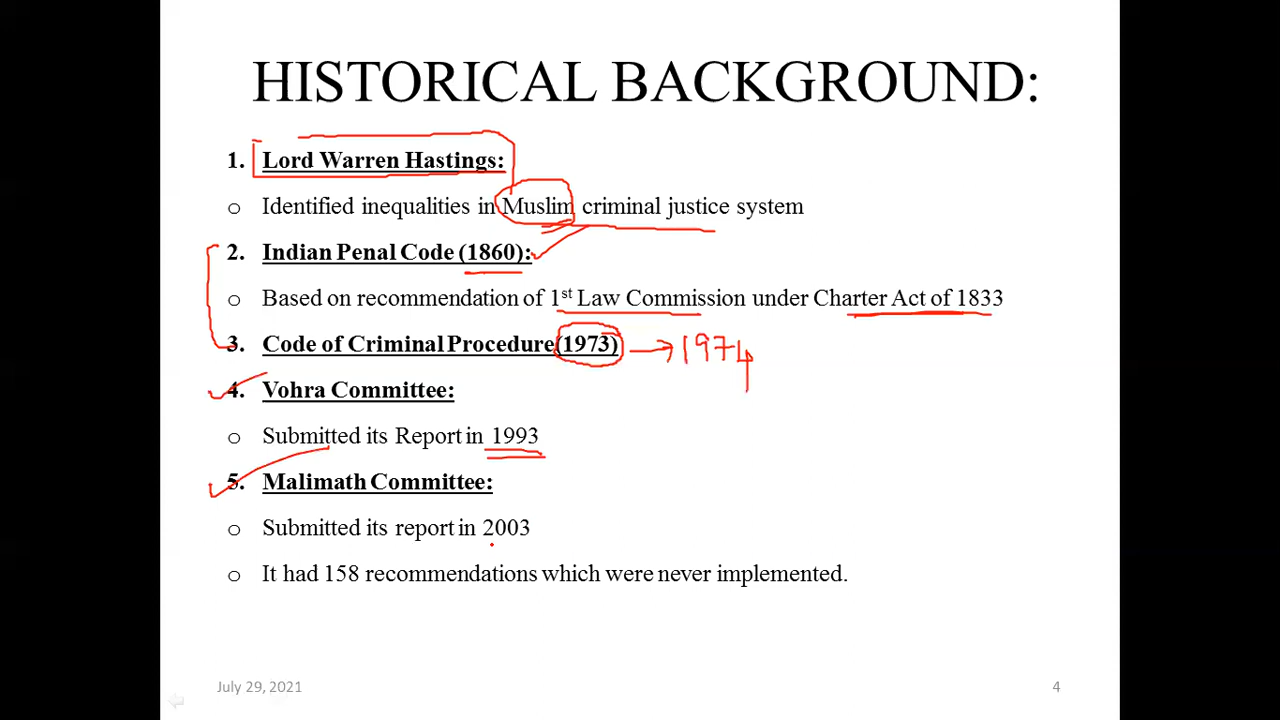 HISTORICAL BACKGROUND:
1. Lord Warren Hastings:
o Identified inequalities in Muslim criminal justice system
2. Indian Penal Code (1860):
o Based on recommendation of 1st Law Commission under Charter Act of 1833
3. Code of Criminal Procedure(1973) → 1974
4. Vohra Committee:
o Submitted its Report in 1993
5. Malimath Committee:
o Submitted its report in 2003
o It had 158 recommendations which were never implemented.
July 29, 2021 4